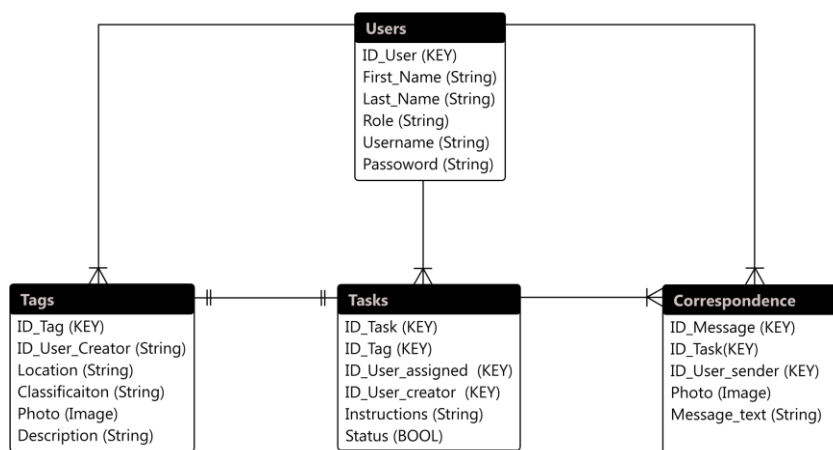 Users
ID_User (KEY)
First_Name (String)
Last_Name (String)
Role (String)
Username (String)
Passoword (String)
Tags
ID_Tag (KEY)
ID_User_Creator (String)
Location (String)
Classificaiton (String)
Photo (Image)
Description (String)
Tasks
ID_Task (KEY)
ID_Tag (KEY)
ID_User_assigned (KEY)
ID_User_creator (KEY)
Instructions (String)
Status (BOOL)
Correspondence
ID_Message (KEY)
ID_Task(KEY)
ID_User_sender (KEY)
Photo (Image)
Message_text (String)